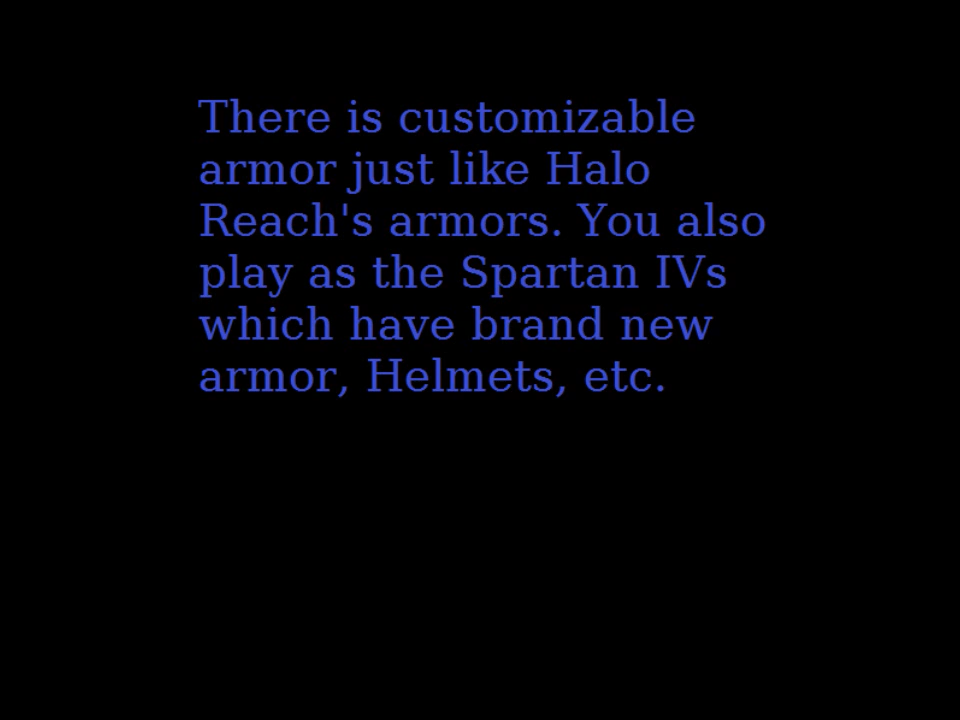 There is customizable
armor just like Halo
Reach's armors. You also
play as the Spartan IVs
which have brand new
armor, Helmets, etc.